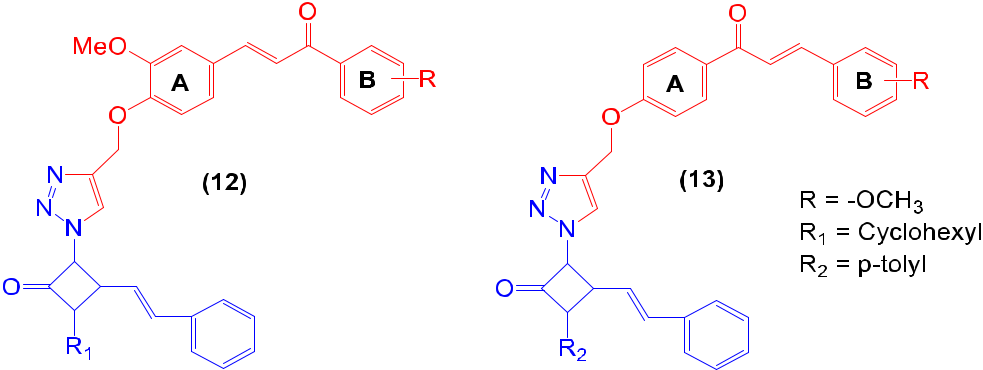 O
O
MeO
A
B
R
A
B
R
O
O
(12)
(13)
N
N
N
N
N
N
R = -OCH₃
R₁ = Cyclohexyl
R₂ = p-tolyl
O
O
R₁
R₂